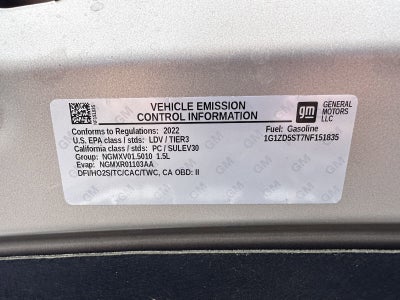 VEHICLE EMISSION
CONTROL INFORMATION
gm
GENERAL
MOTORS
LLC
Conforms to Regulations: 2022
U.S. EPA class / stds: LDV / TIER3
California class / stds: PC / SULEV30
Group: NGMXV01.5010 1.5L
Evap: NGMXR01103AA
DFI/HO2S/TC/CAC/TWC, CA OBD: II
Fuel: Gasoline
1G1ZD5ST7NF151835